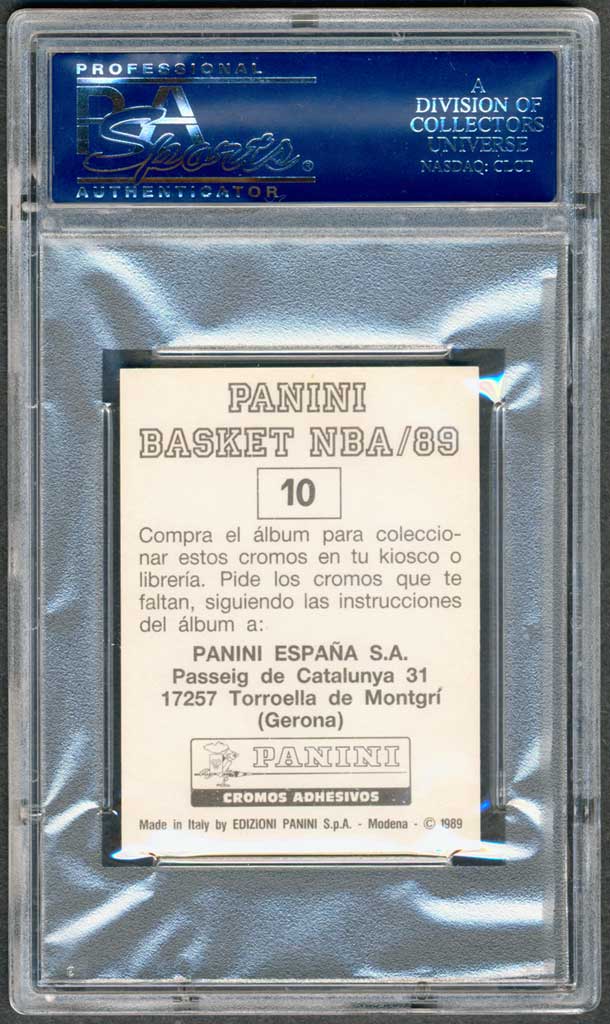 PROFESSIONAL
PSA
Sports®
AUTHENTICATOR
A
DIVISION OF
COLLECTORS
UNIVERSE
NASDAQ: CLCT
PANINI
BASKET NBA/89
10
Compra el álbum para coleccio-
nar estos cromos en tu kiosco o
librería. Pide los cromos que te
faltan, siguiendo las instrucciones
del álbum a:
PANINI ESPAÑA S.A.
Passeig de Catalunya 31
17257 Torroella de Montgrí
(Gerona)
PANINI
CROMOS ADHESIVOS
Made in Italy by EDIZIONI PANINI S.p.A. - Modena - © 1989